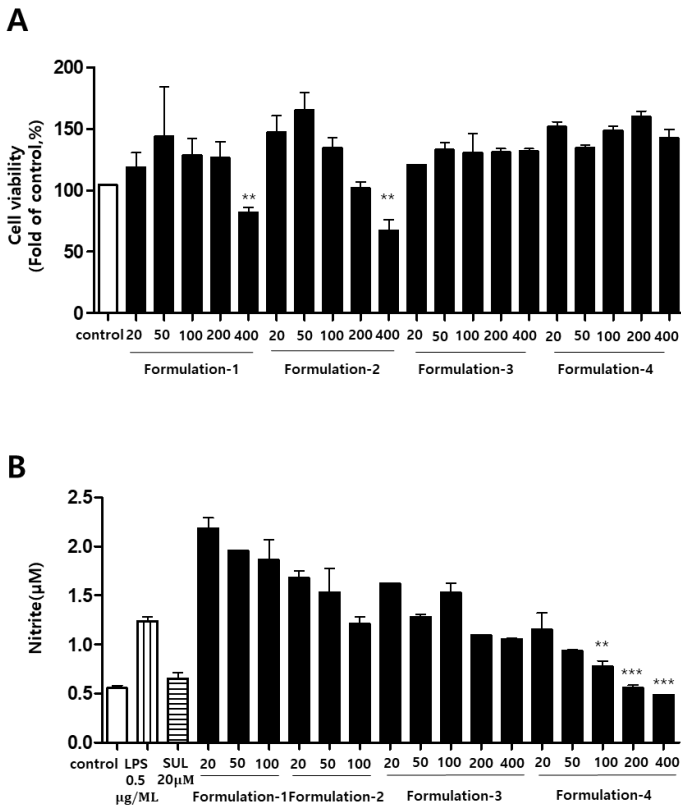 A
200
150
100
50
0
Cell viability
(Fold of control,%)
** **
control 20 50 100 200 400 20 50 100 200 400 20 50 100 200 400 20 50 100 200 400
Formulation-1 Formulation-2 Formulation-3 Formulation-4
B
2.5
2.0
1.5
1.0
0.5
0.0
Nitrite(μM)
** *** ***
control LPS SUL 20 50 100 20 50 100 20 50 100 200 400 20 50 100 200 400
0.5 20μM
μg/ML Formulation-1 Formulation-2 Formulation-3 Formulation-4